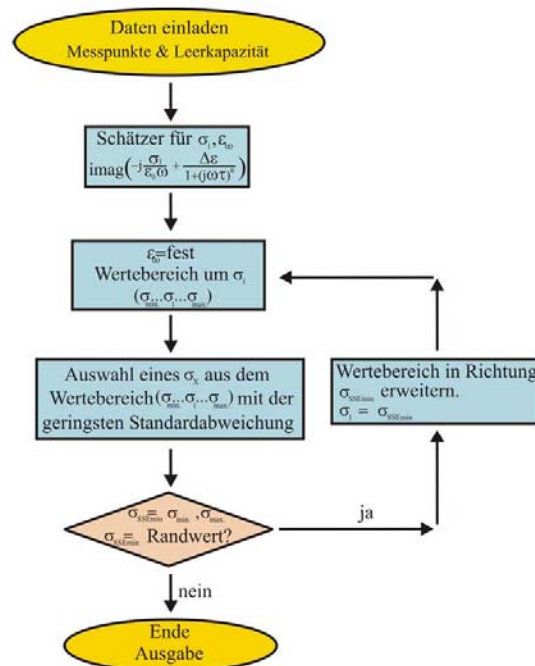 Daten einladen
Messpunkte & Leerkapazität
Schätzer für σ₁,ε∞
imag(-j σ₁/ε₀ω + Δε/1+(jωτ)ⁿ)
ε∞=fest
Wertebereich um σ₁
(σmin...σ₁...σmax)
Auswahl eines σx aus dem
Wertebereich(σmin...σ₁...σmax) mit der
geringsten Standardabweichung
σSSEmin= σmin. ,σmax.
σSSEmin= Randwert?
ja
Wertebereich in Richtung
σSSEmin erweitern.
σ₁ = σSSEmin
nein
Ende
Ausgabe